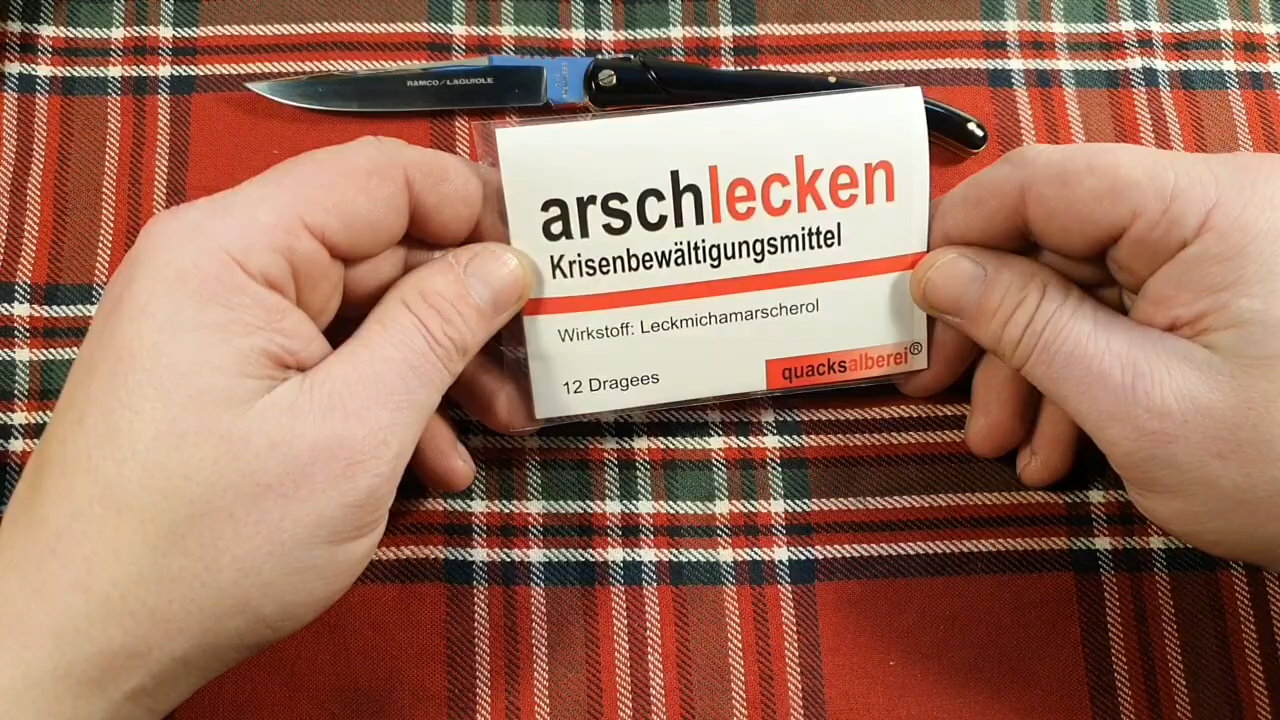 RAMCO/LAGUIOLE
arschlecken
Krisenbewältigungsmittel
Wirkstoff: Leckmichamarscherol
12 Dragees
quacksalberei®